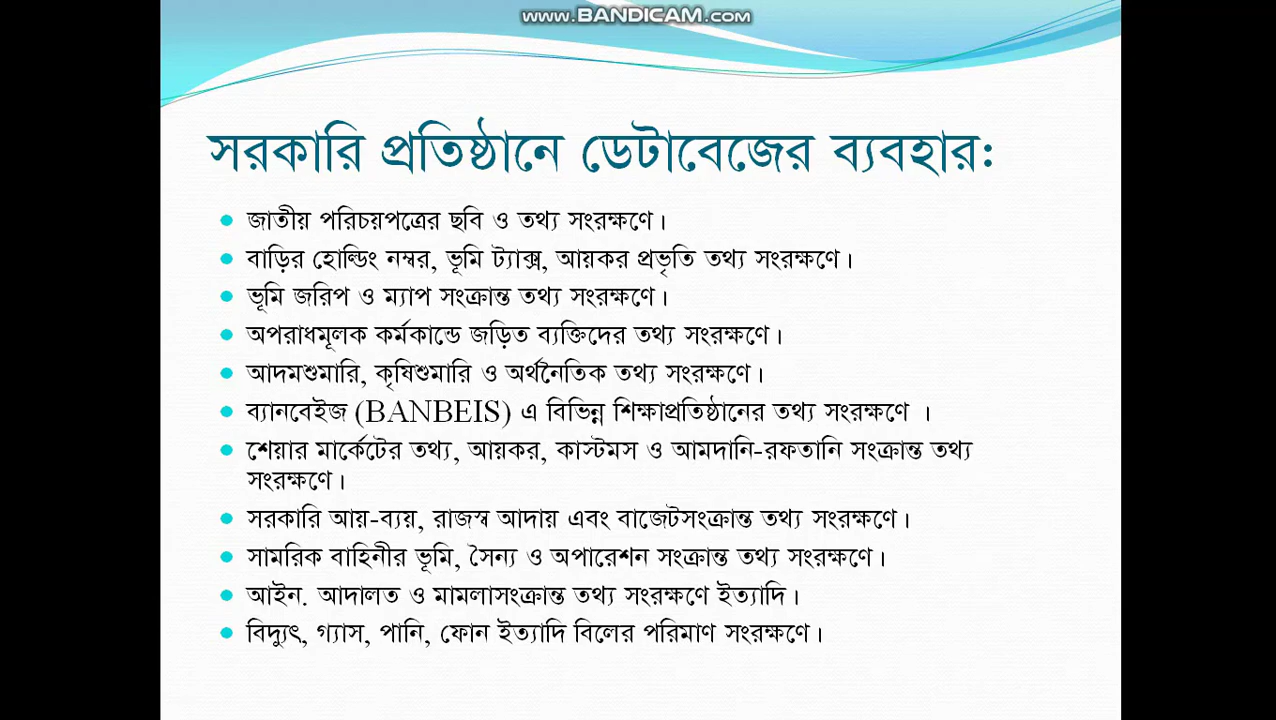 www.BANDICAM.com
সরকারি প্রতিষ্ঠানে ডেটাবেজের ব্যবহার:
জাতীয় পরিচয়পত্রের ছবি ও তথ্য সংরক্ষণে।
বাড়ির হোল্ডিং নম্বর, ভূমি ট্যাক্স, আয়কর প্রভৃতি তথ্য সংরক্ষণে।
ভূমি জরিপ ও ম্যাপ সংক্রান্ত তথ্য সংরক্ষণে।
অপরাধমূলক কর্মকান্ডে জড়িত ব্যক্তিদের তথ্য সংরক্ষণে।
আদমশুমারি, কৃষিশুমারি ও অর্থনৈতিক তথ্য সংরক্ষণে।
ব্যানবেইজ (BANBEIS) এ বিভিন্ন শিক্ষাপ্রতিষ্ঠানের তথ্য সংরক্ষণে ।
শেয়ার মার্কেটের তথ্য, আয়কর, কাস্টমস ও আমদানি-রফতানি সংক্রান্ত তথ্য
সংরক্ষণে।
সরকারি আয়-ব্যয়, রাজস্ব আদায় এবং বাজেটসংক্রান্ত তথ্য সংরক্ষণে।
সামরিক বাহিনীর ভূমি, সৈন্য ও অপারেশন সংক্রান্ত তথ্য সংরক্ষণে।
আইন. আদালত ও মামলাসংক্রান্ত তথ্য সংরক্ষণে ইত্যাদি।
বিদ্যুৎ, গ্যাস, পানি, ফোন ইত্যাদি বিলের পরিমাণ সংরক্ষণে।